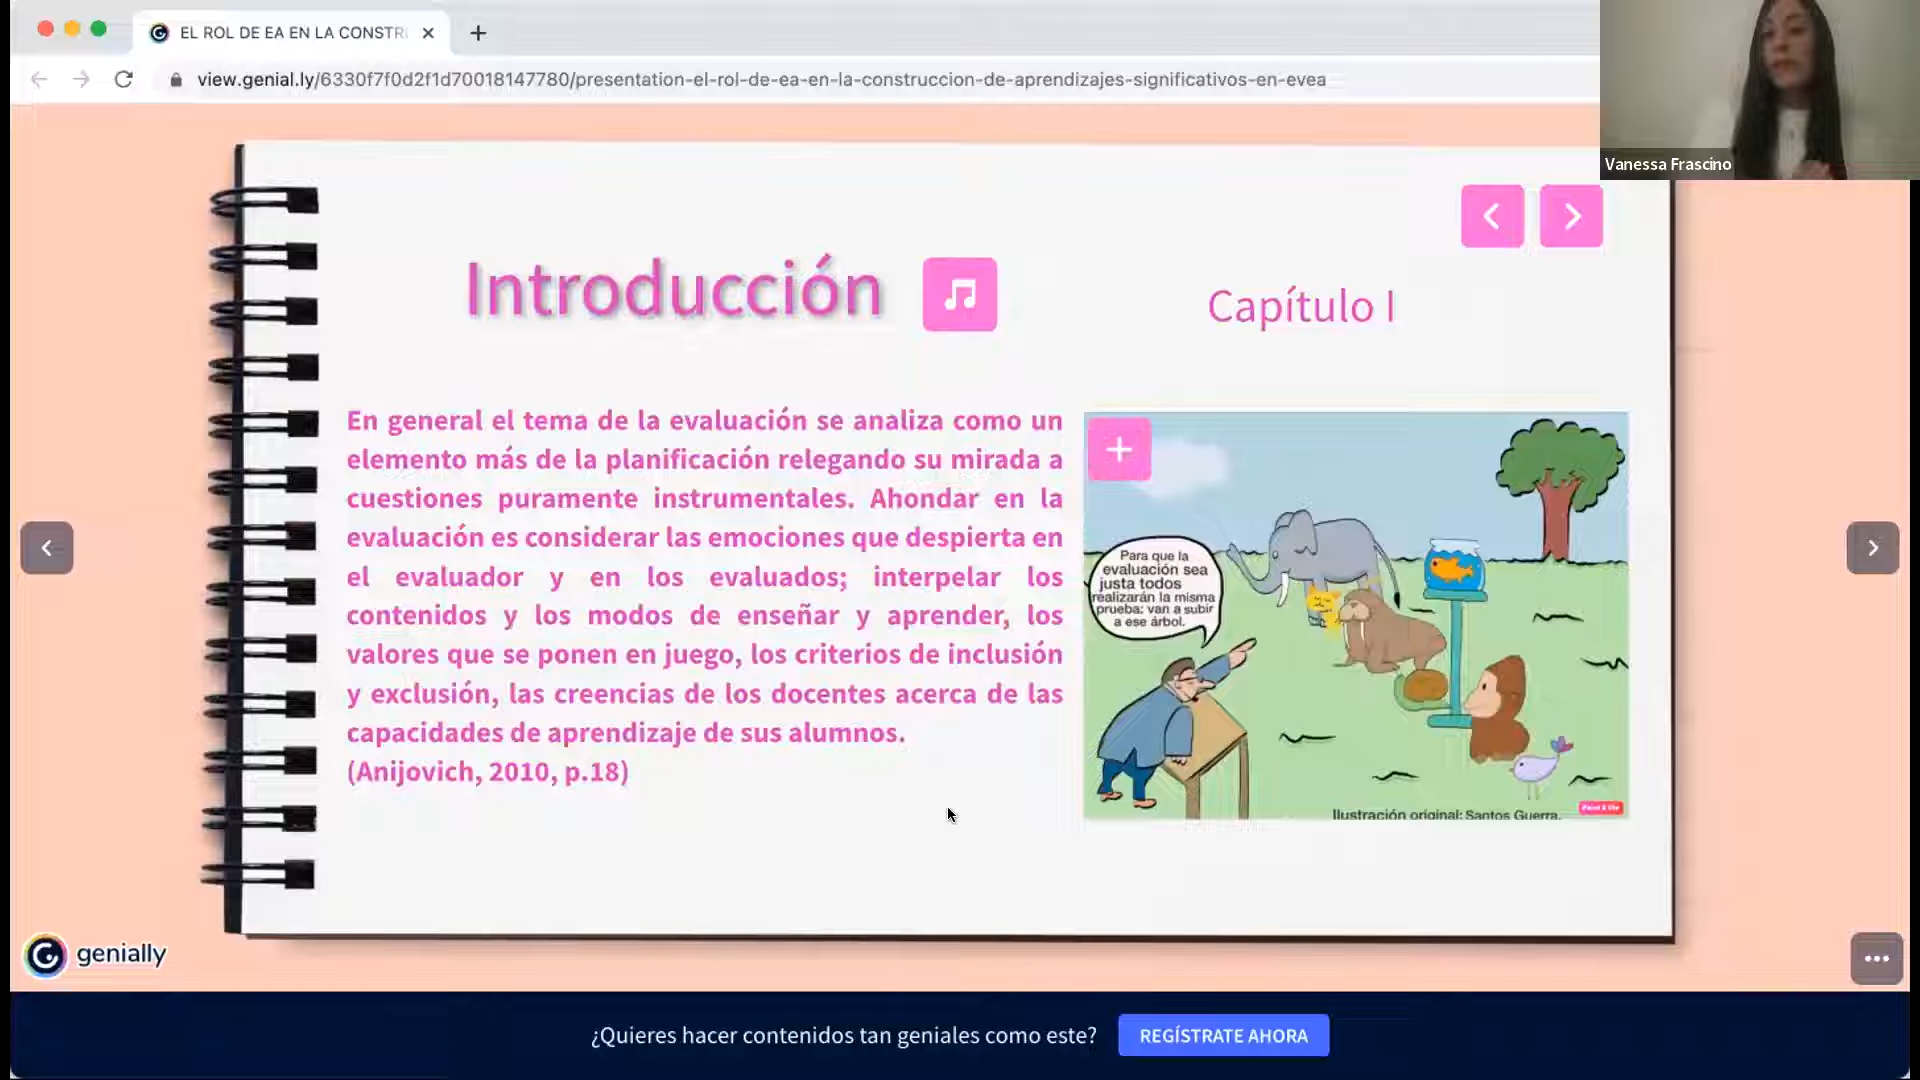 EL ROL DE EA EN LA CONSTR
view.genial.ly/6330f7f0d2f1d70018147780/presentation-el-rol-de-ea-en-la-construccion-de-aprendizajes-significativos-en-evea
Vanessa Frascino
Introducción
Capítulo I
En general el tema de la evaluación se analiza como un
elemento más de la planificación relegando su mirada a
cuestiones puramente instrumentales. Ahondar en la
evaluación es considerar las emociones que despierta en
el evaluador y en los evaluados; interpelar los
contenidos y los modos de enseñar y aprender, los
valores que se ponen en juego, los criterios de inclusión
y exclusión, las creencias de los docentes acerca de las
capacidades de aprendizaje de sus alumnos.
(Anijovich, 2010, p.18)
Para que la
evaluación sea
justa todos
realizarán la misma
prueba: van a subir
a ese árbol.
Ilustración original: Santos Guerra.
genially
¿Quieres hacer contenidos tan geniales como este?
REGÍSTRATE AHORA